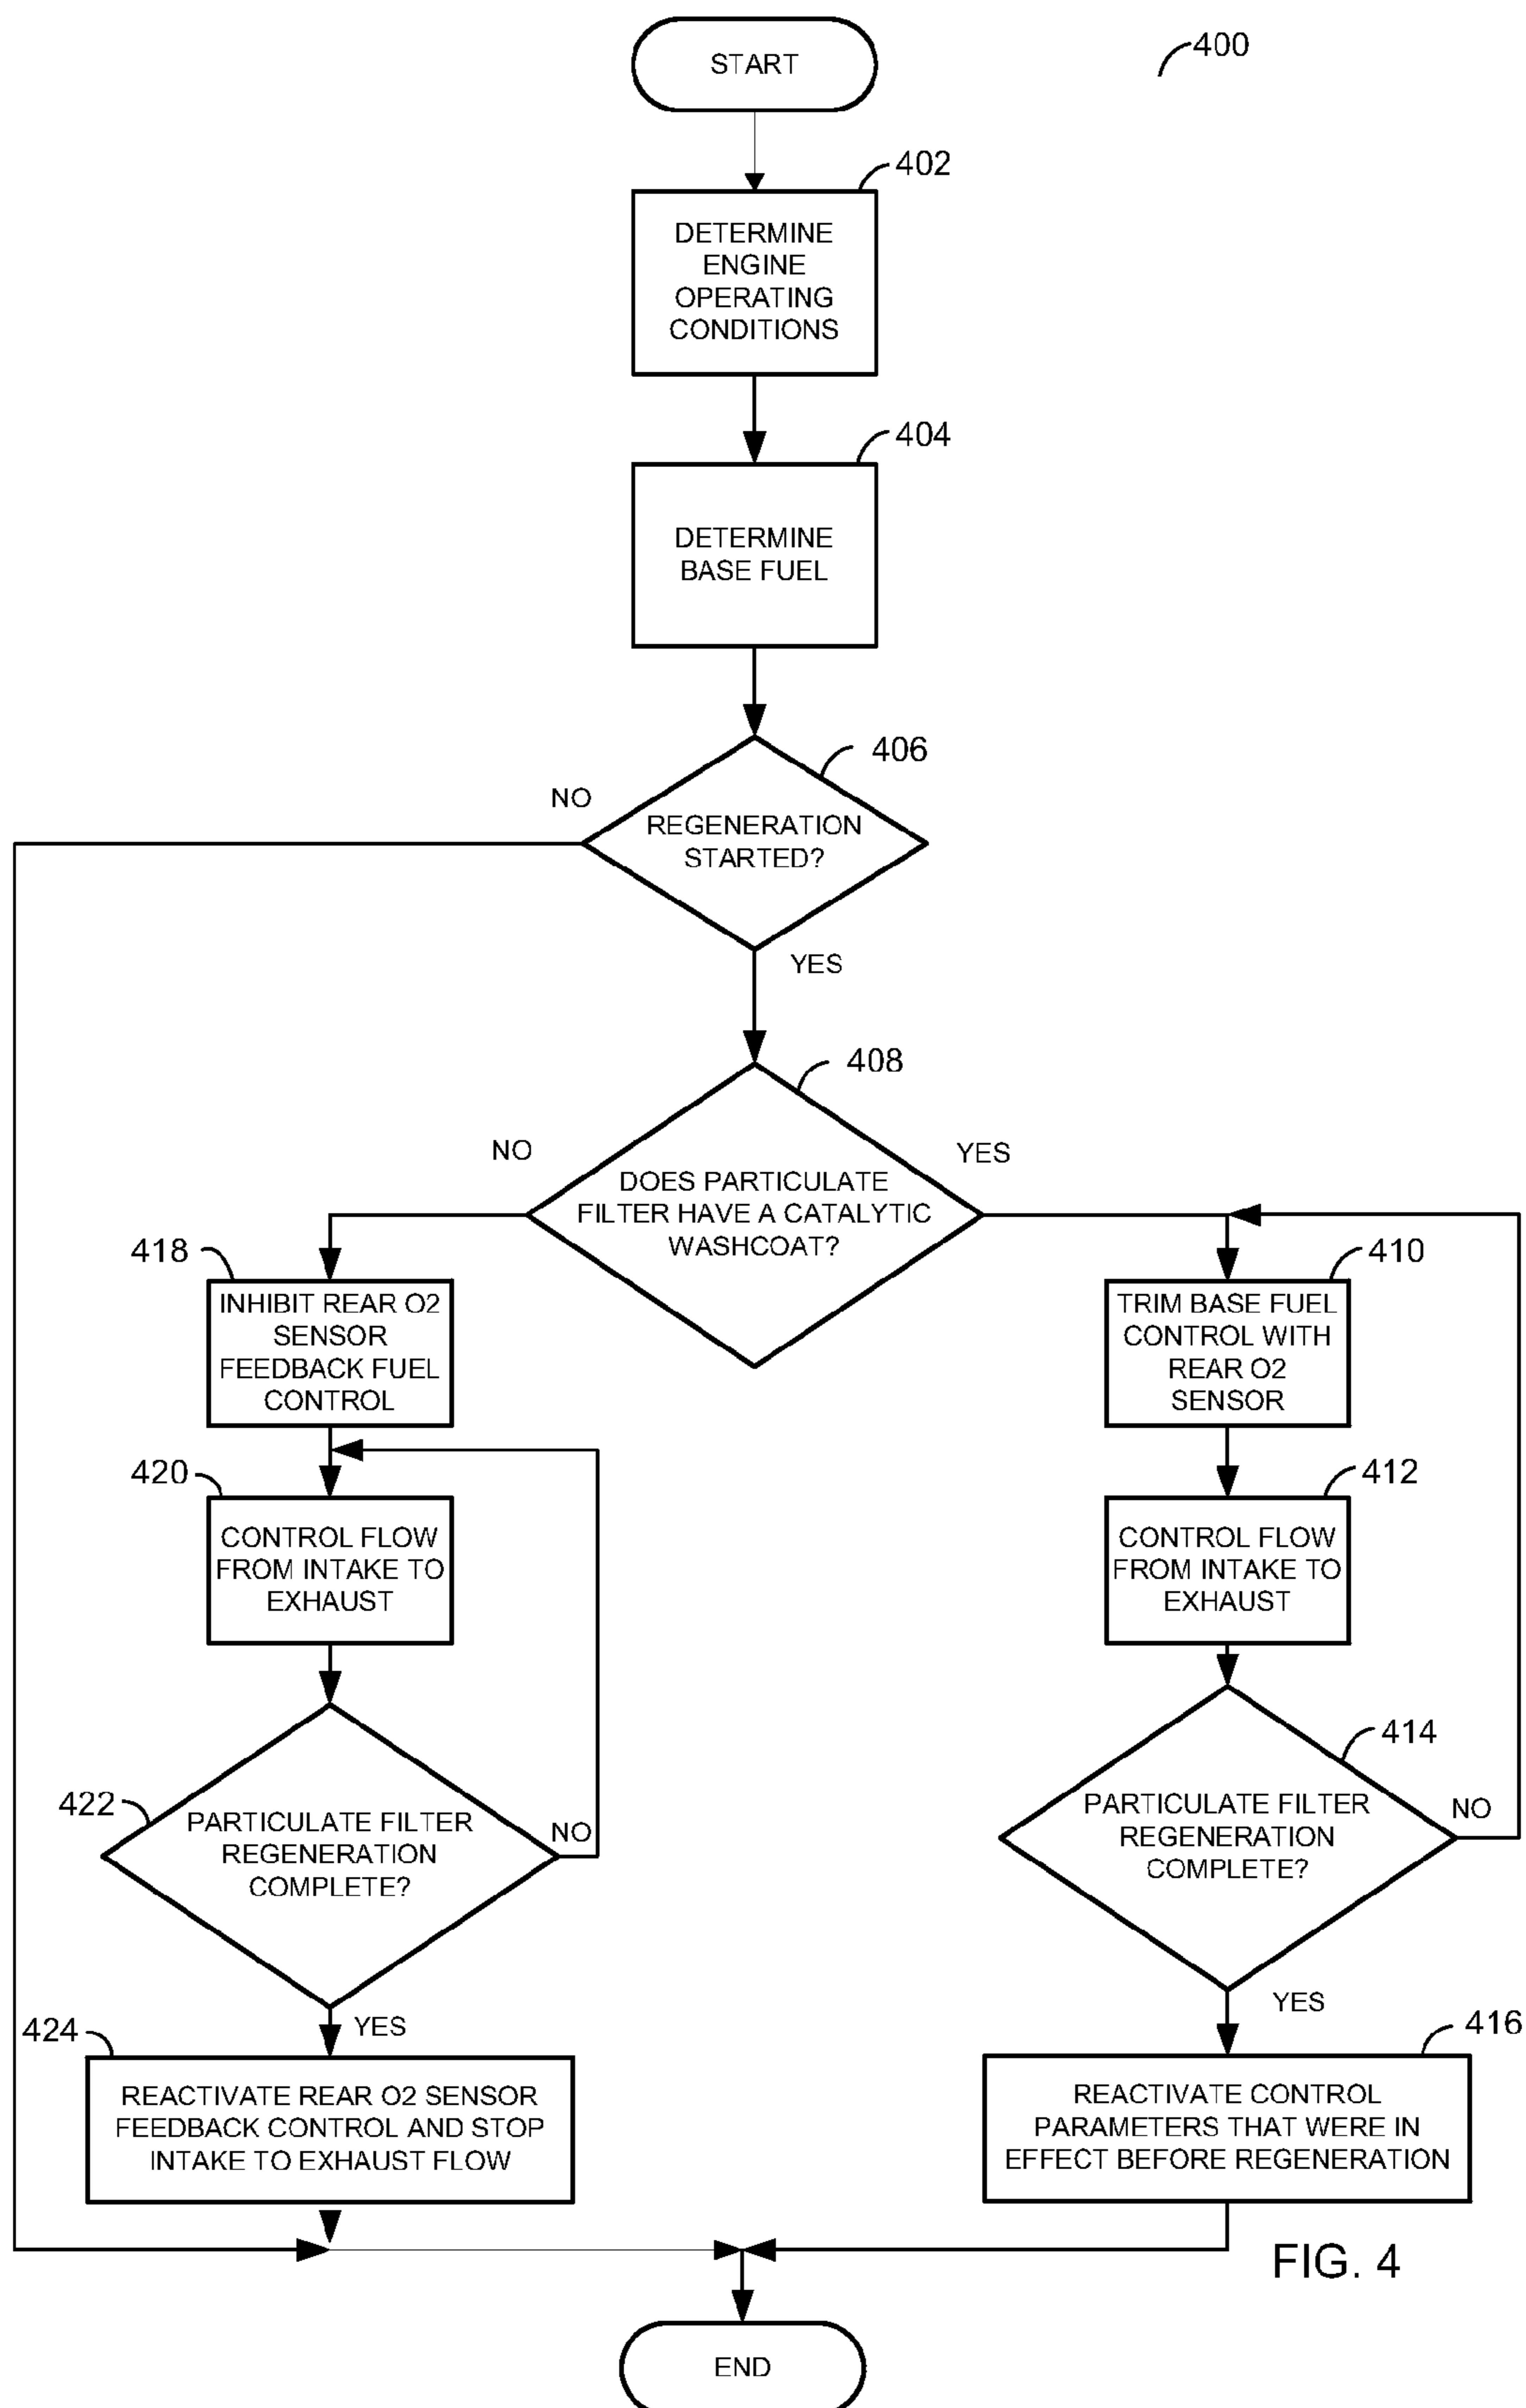 START
400
402
DETERMINE
ENGINE
OPERATING
CONDITIONS
404
DETERMINE
BASE FUEL
406
NO
REGENERATION
STARTED?
YES
408
NO
YES
DOES PARTICULATE
FILTER HAVE A CATALYTIC
WASHCOAT?
418
INHIBIT REAR O2
SENSOR
FEEDBACK FUEL
CONTROL
420
CONTROL FLOW
FROM INTAKE TO
EXHAUST
422
PARTICULATE FILTER
REGENERATION
COMPLETE?
NO
YES
424
REACTIVATE REAR O2 SENSOR
FEEDBACK CONTROL AND STOP
INTAKE TO EXHAUST FLOW
410
TRIM BASE FUEL
CONTROL WITH
REAR O2
SENSOR
412
CONTROL FLOW
FROM INTAKE TO
EXHAUST
414
PARTICULATE FILTER
REGENERATION
COMPLETE?
NO
YES
416
REACTIVATE CONTROL
PARAMETERS THAT WERE IN
EFFECT BEFORE REGENERATION
FIG. 4
END